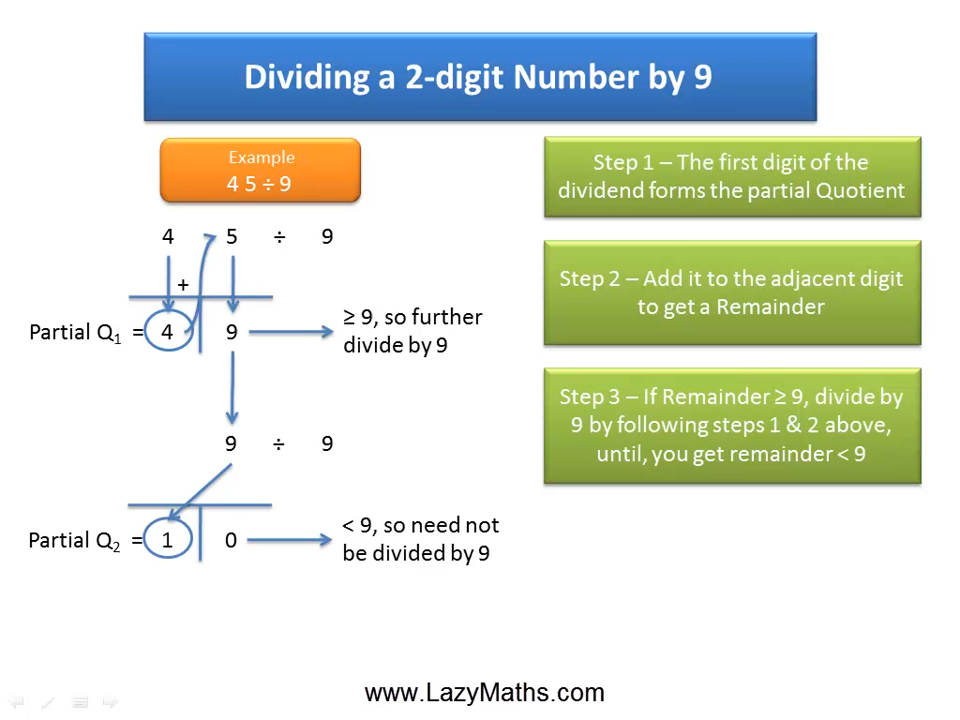 Dividing a 2-digit Number by 9
Example
4 5 ÷ 9
4 5 ÷ 9
+
Partial Q₁ = 4 9
≥ 9, so further
divide by 9
9 ÷ 9
Partial Q₂ = 1 0
< 9, so need not
be divided by 9
Step 1 – The first digit of the
dividend forms the partial Quotient
Step 2 – Add it to the adjacent digit
to get a Remainder
Step 3 – If Remainder ≥ 9, divide by
9 by following steps 1 & 2 above,
until, you get remainder < 9
www.LazyMaths.com